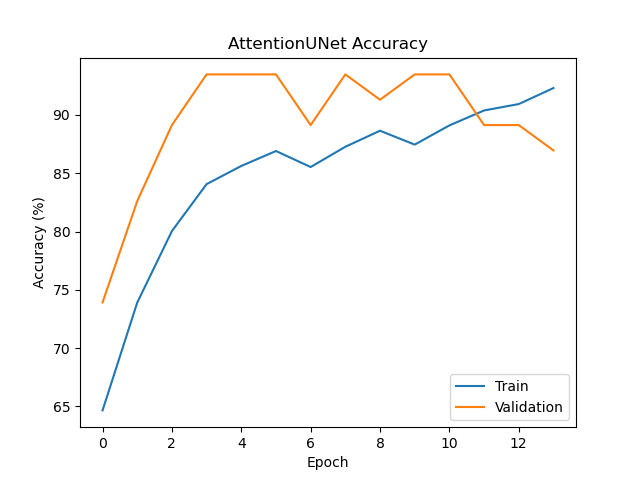 AttentionUNet Accuracy
Accuracy (%)
90
85
80
75
70
65
0 2 4 6 8 10 12
Epoch
Train
Validation